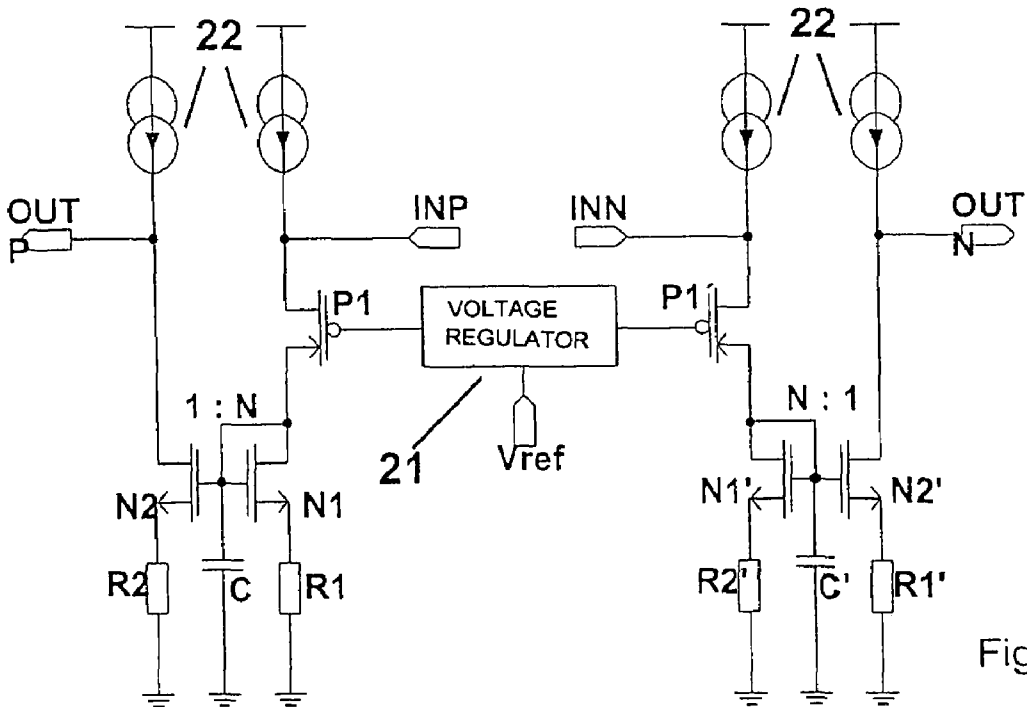 22
22
OUT
P
INP
INN
OUT
N
P1
VOLTAGE
REGULATOR
P1'
1 : N
21
Vref
N : 1
N2
N1
N1'
N2'
R2
C
R1
R2'
C'
R1'
Fig